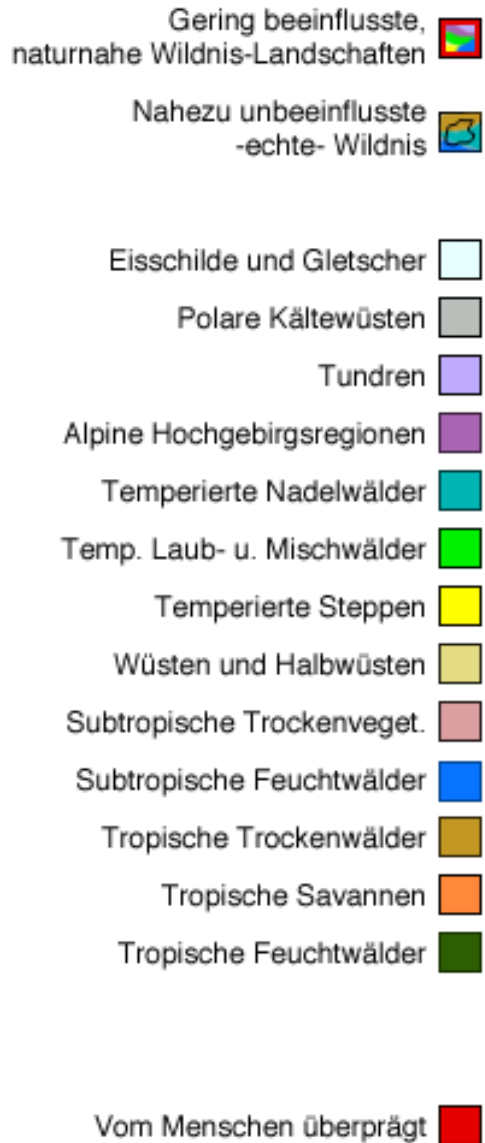 Gering beeinflusste,
naturnahe Wildnis-Landschaften
Nahezu unbeeinflusste
-echte- Wildnis
Eisschilde und Gletscher
Polare Kältewüsten
Tundren
Alpine Hochgebirgsregionen
Temperierte Nadelwälder
Temp. Laub- u. Mischwälder
Temperierte Steppen
Wüsten und Halbwüsten
Subtropische Trockenveget.
Subtropische Feuchtwälder
Tropische Trockenwälder
Tropische Savannen
Tropische Feuchtwälder
Vom Menschen überprägt